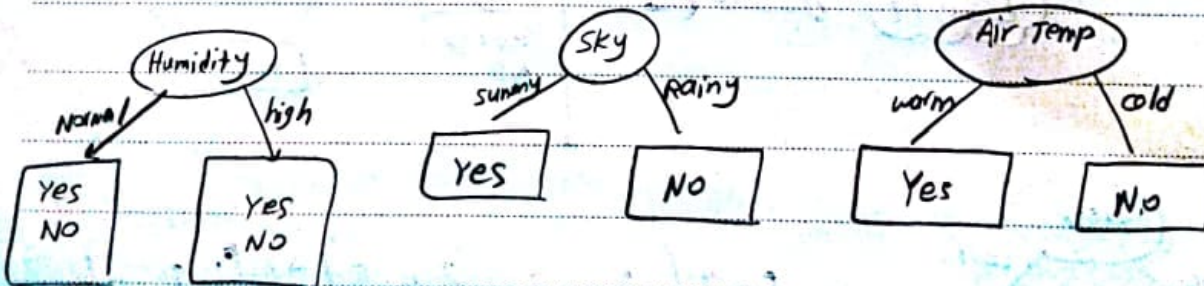 Humidity
Normal high
Yes
NO
Yes
NO
Sky
sunny Rainy
Yes NO
Air Temp
warm cold
Yes No